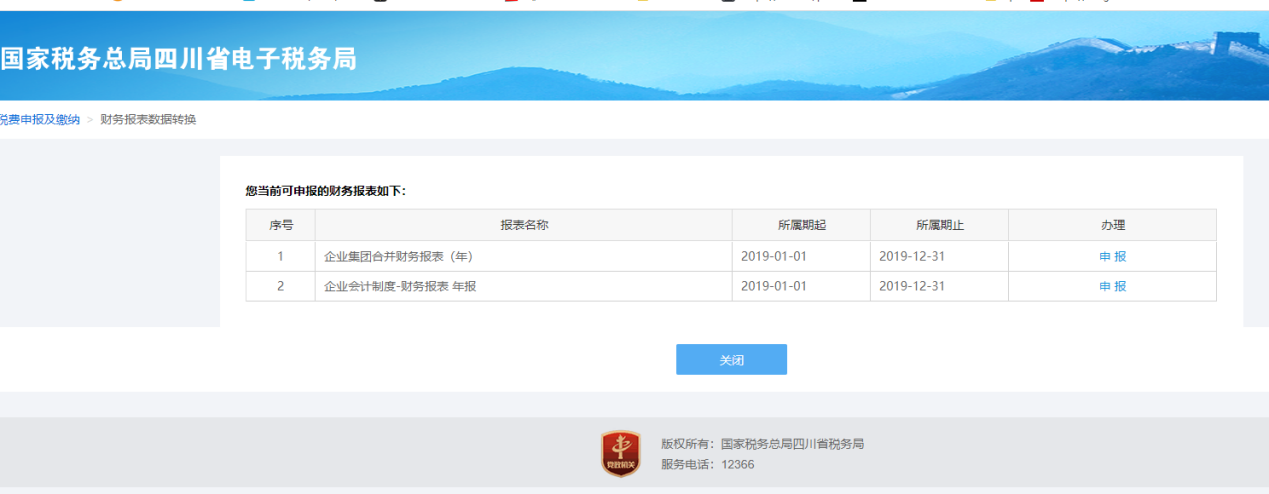 国家税务总局四川省电子税务局
税费申报及缴纳 > 财务报表数据转换
您当前可申报的财务报表如下：
序号 报表名称 所属期起 所属期止 办理
1 企业集团合并财务报表（年） 2019-01-01 2019-12-31 申 报
2 企业会计制度-财务报表 年报 2019-01-01 2019-12-31 申 报
关闭
党政机关
版权所有：国家税务总局四川省税务局
服务电话：12366